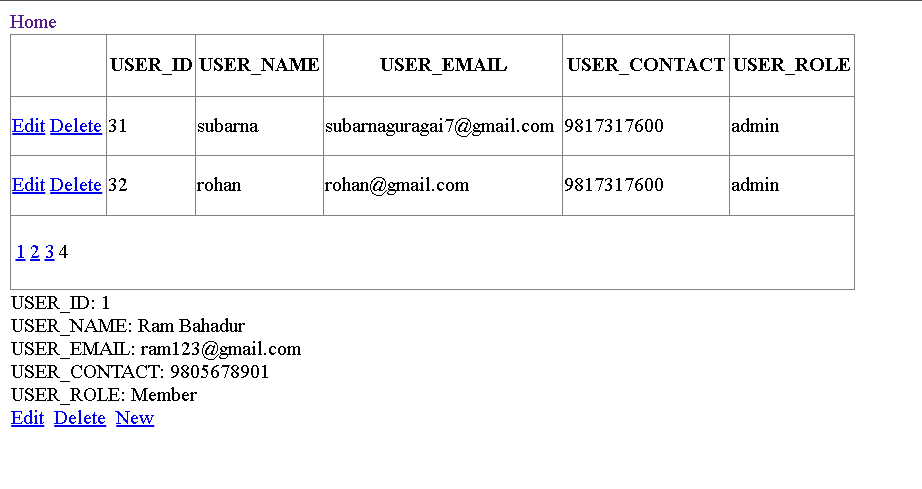 Home
USER_ID USER_NAME USER_EMAIL USER_CONTACT USER_ROLE
Edit Delete 31 subarna subarnaguragai7@gmail.com 9817317600 admin
Edit Delete 32 rohan rohan@gmail.com 9817317600 admin
1 2 3 4
USER_ID: 1
USER_NAME: Ram Bahadur
USER_EMAIL: ram123@gmail.com
USER_CONTACT: 9805678901
USER_ROLE: Member
Edit Delete New